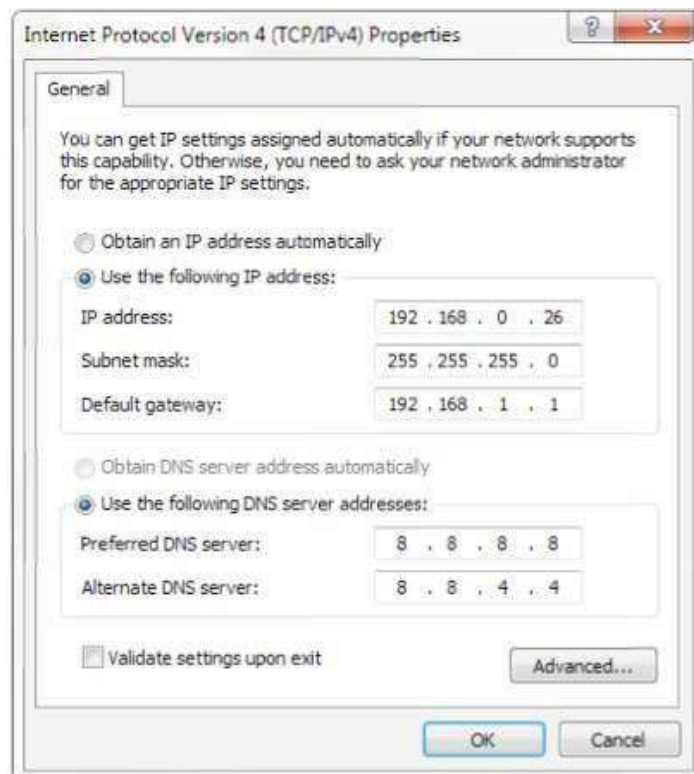 Internet Protocol Version 4 (TCP/IPv4) Properties
?
X
General
You can get IP settings assigned automatically if your network supports
this capability. Otherwise, you need to ask your network administrator
for the appropriate IP settings.
Obtain an IP address automatically
Use the following IP address:
IP address: 192 . 168 . 0 . 26
Subnet mask: 255 . 255 . 255 . 0
Default gateway: 192 . 168 . 1 . 1
Obtain DNS server address automatically
Use the following DNS server addresses:
Preferred DNS server: 8 . 8 . 8 . 8
Alternate DNS server: 8 . 8 . 4 . 4
Validate settings upon exit
Advanced...
OK Cancel